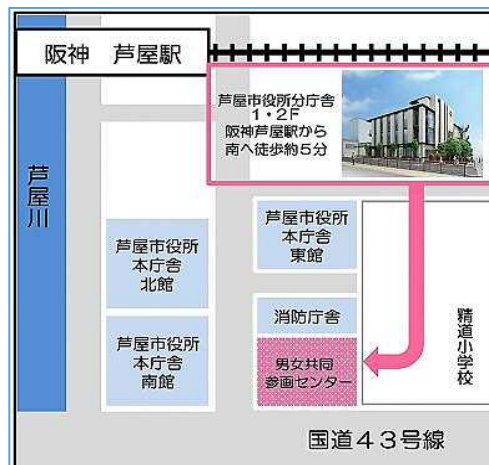 阪神　芦屋駅
芦屋市役所分庁舎
１・２F
阪神芦屋駅から
南へ徒歩約５分
芦屋川
芦屋市役所
本庁舎
北館
芦屋市役所
本庁舎
東館
消防庁舎
芦屋市役所
本庁舎
南館
男女共同
参画センター
精道小学校
国道４３号線